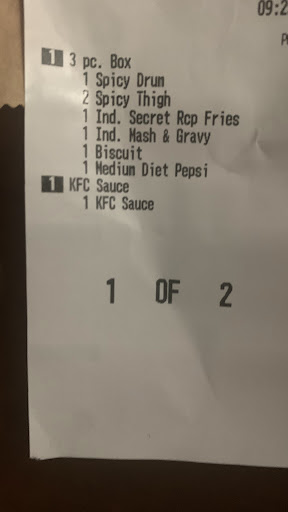 09:2
1 3 pc. Box
1 Spicy Drum
2 Spicy Thigh
1 Ind. Secret Rcp Fries
1 Ind. Mash & Gravy
1 Biscuit
1 Medium Diet Pepsi
1 KFC Sauce
1 KFC Sauce
1 OF 2